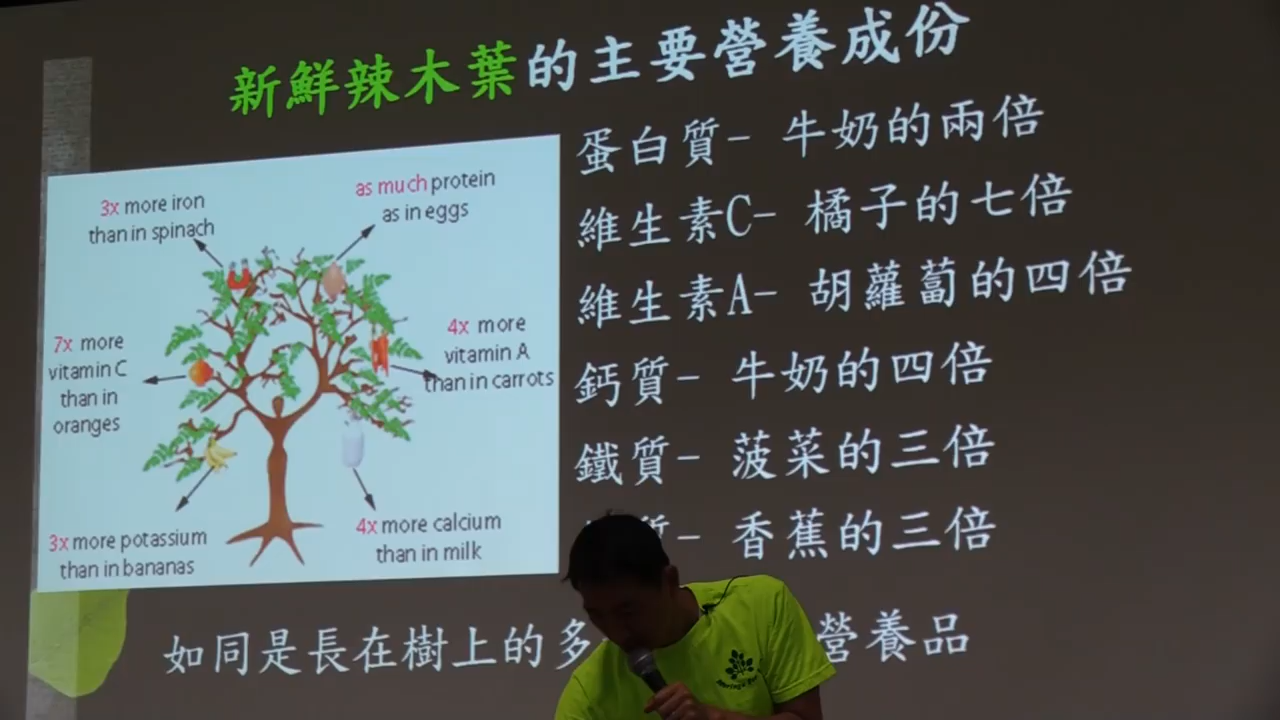 新鮮辣木葉的主要營養成份
3x more iron
than in spinach
as much protein
as in eggs
7x more
vitamin C
than in
oranges
4x more
vitamin A
than in carrots
3x more potassium
than in bananas
4x more calcium
than in milk
蛋白質- 牛奶的兩倍
維生素C- 橘子的七倍
維生素A- 胡蘿蔔的四倍
鈣質- 牛奶的四倍
鐵質- 菠菜的三倍
質- 香蕉的三倍
如同是長在樹上的多 營養品